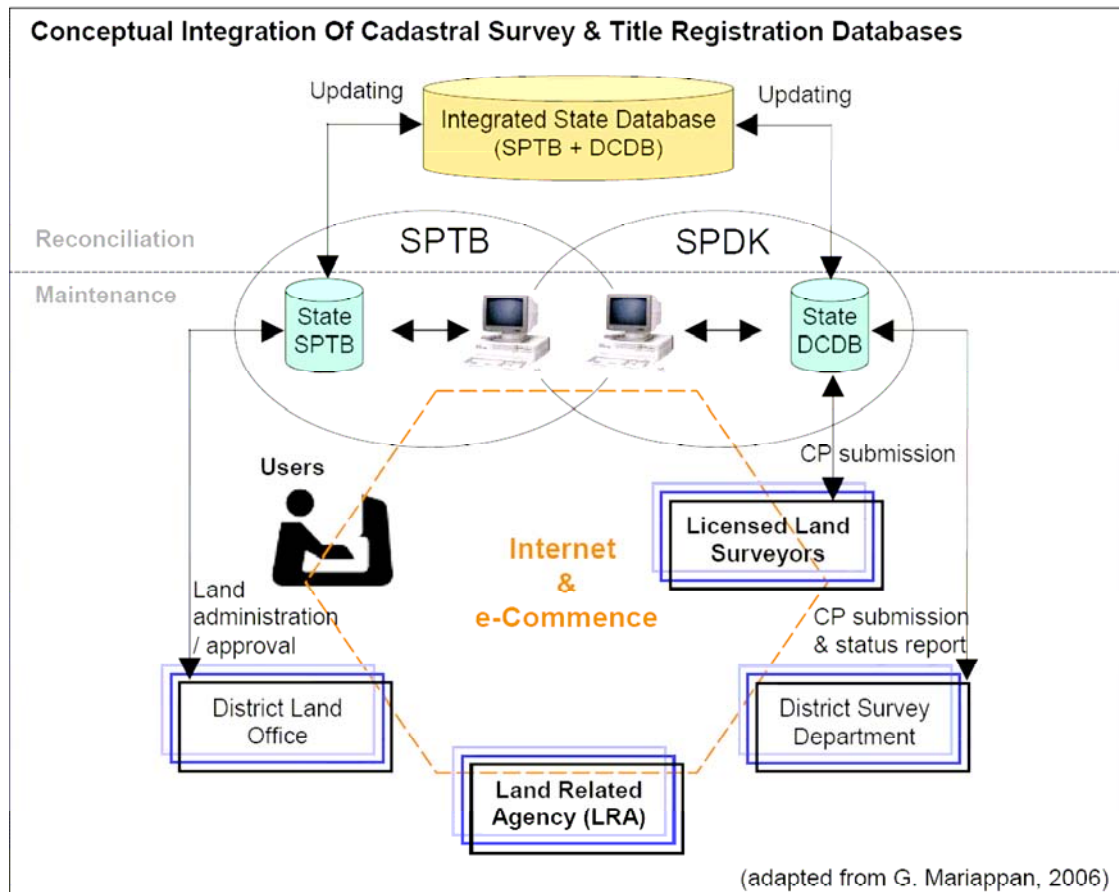 Conceptual Integration Of Cadastral Survey & Title Registration Databases
Updating
Updating
Integrated State Database
(SPTB + DCDB)
Reconciliation
SPTB
SPDK
Maintenance
State
SPTB
State
DCDB
CP submission
Users
Licensed Land
Surveyors
Internet
&
e-Commence
Land
administration
/ approval
CP submission
& status report
District Land
Office
District Survey
Department
Land Related
Agency (LRA)
(adapted from G. Mariappan, 2006)